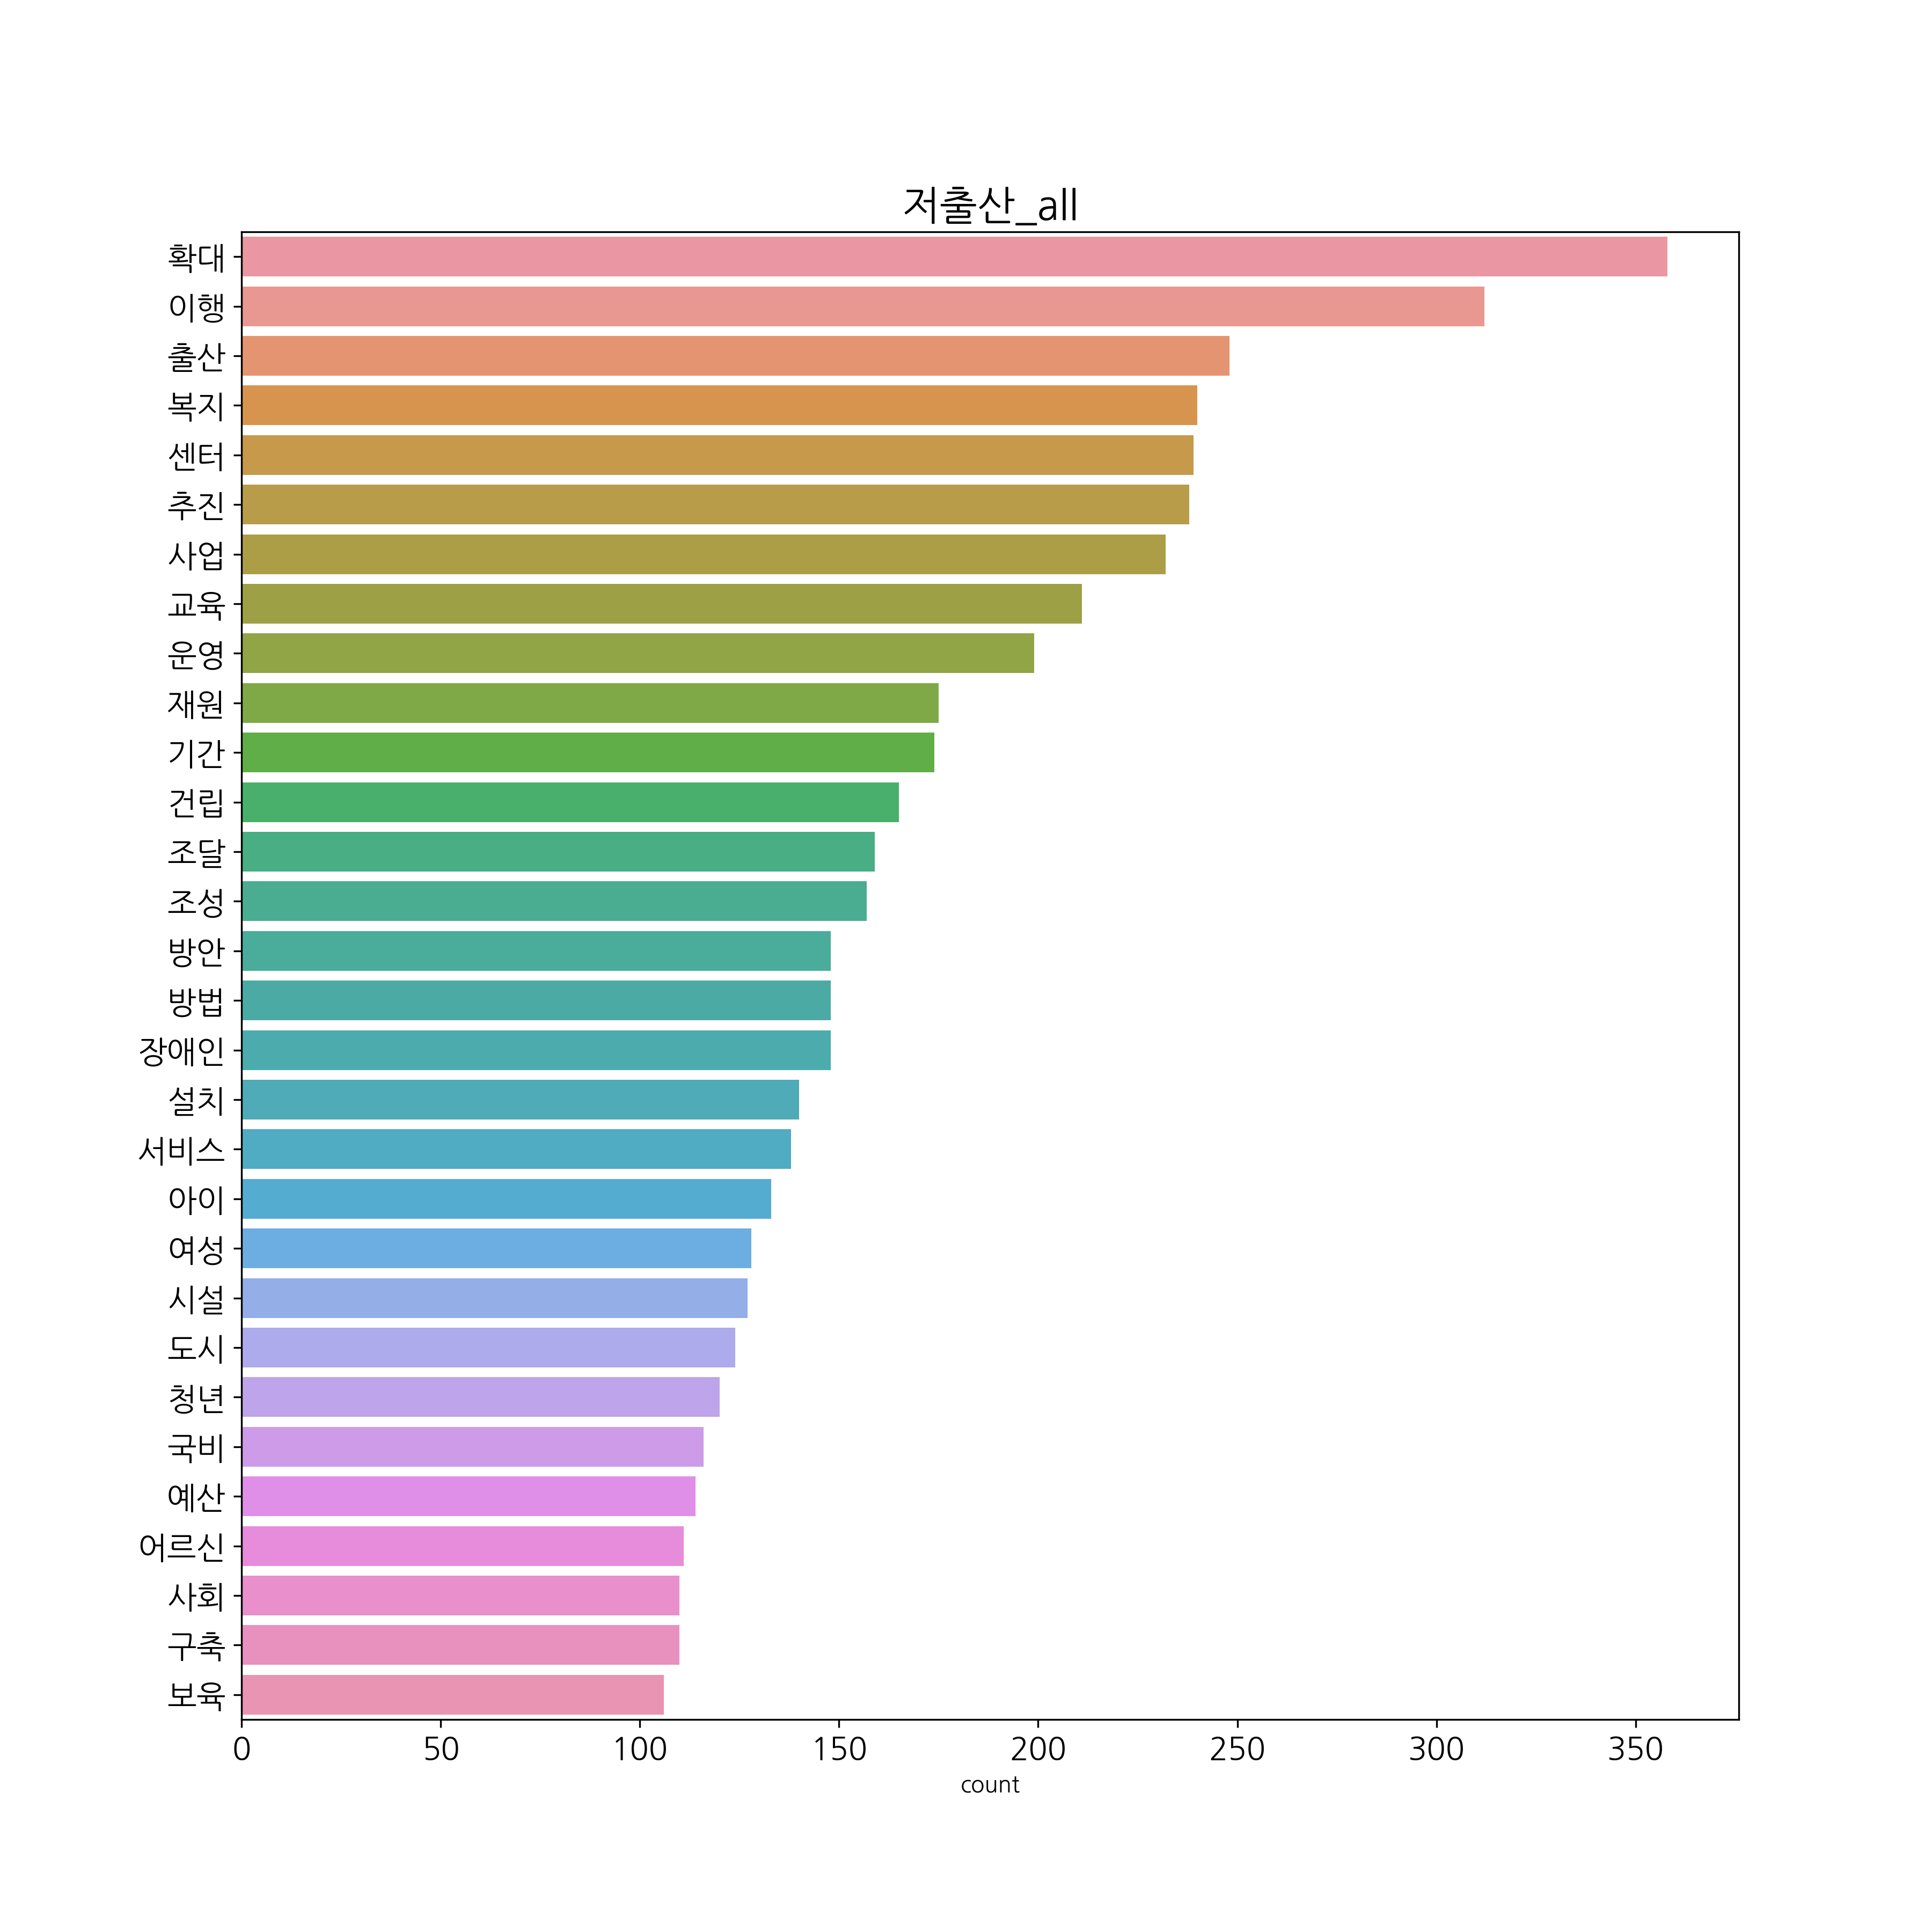 저출산_all
확대
이행
출산
복지
센터
추진
사업
교육
운영
재원
기간
건립
조달
조성
방안
방법
장애인
설치
서비스
아이
여성
시설
도시
청년
국비
예산
어르신
사회
구축
보육
0 50 100 150 200 250 300 350
count